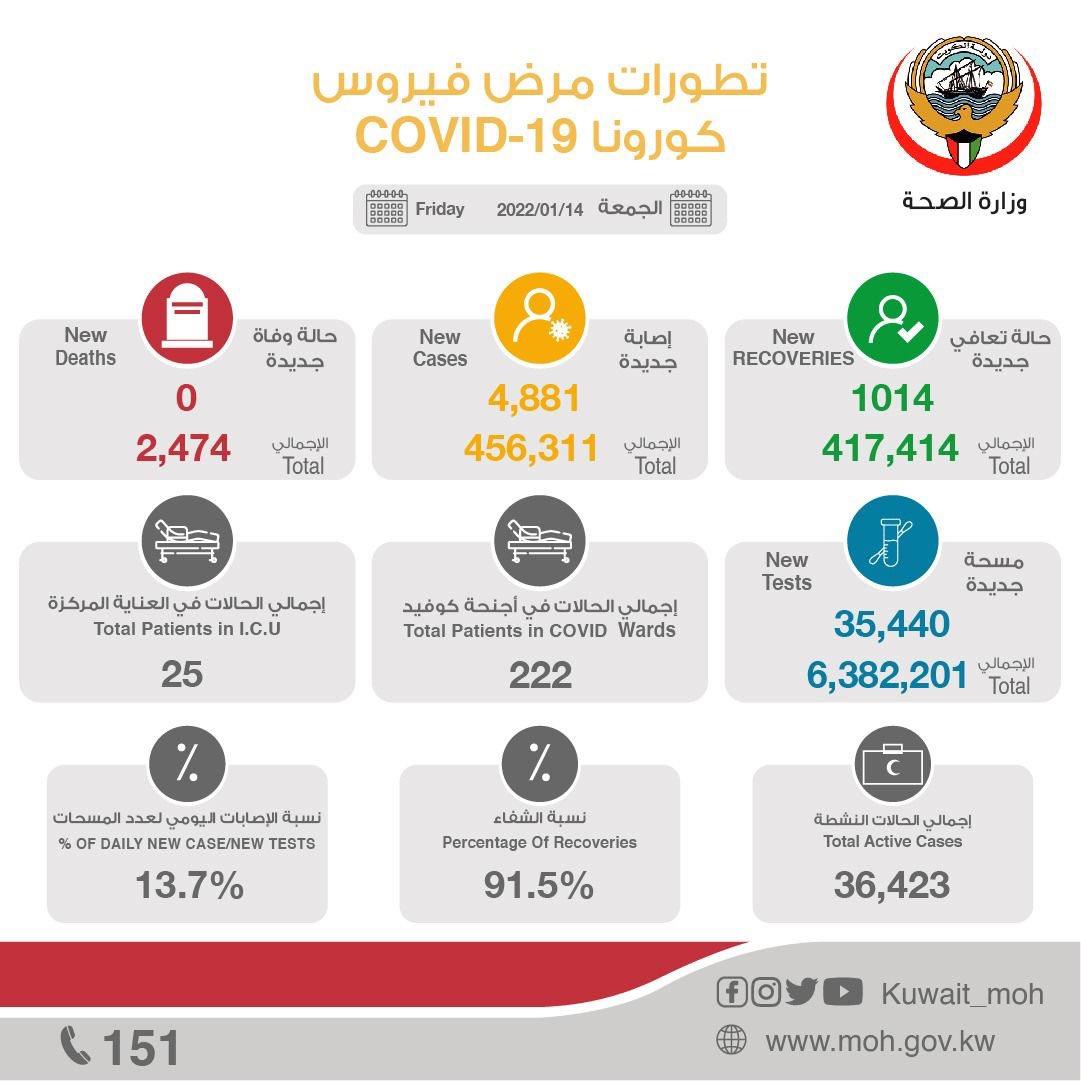 تطورات مرض فيروس
كورونا COVID-19
دولة الكويت
وزارة الصحة
Friday 2022/01/14 الجمعة
New Deaths
حالة وفاة جديدة
0
2,474
الإجمالي
Total
New Cases
إصابة جديدة
4,881
456,311
الإجمالي
Total
New RECOVERIES
حالة تعافي جديدة
1014
417,414
الإجمالي
Total
إجمالي الحالات في العناية المركزة
Total Patients in I.C.U
25
إجمالي الحالات في أجنحة كوفيد
Total Patients in COVID Wards
222
New Tests
مسحة جديدة
35,440
6,382,201
الإجمالي
Total
نسبة الإصابات اليومي لعدد المسحات
% OF DAILY NEW CASE/NEW TESTS
13.7%
نسبة الشفاء
Percentage Of Recoveries
91.5%
إجمالي الحالات النشطة
Total Active Cases
36,423
Kuwait_moh
151
www.moh.gov.kw